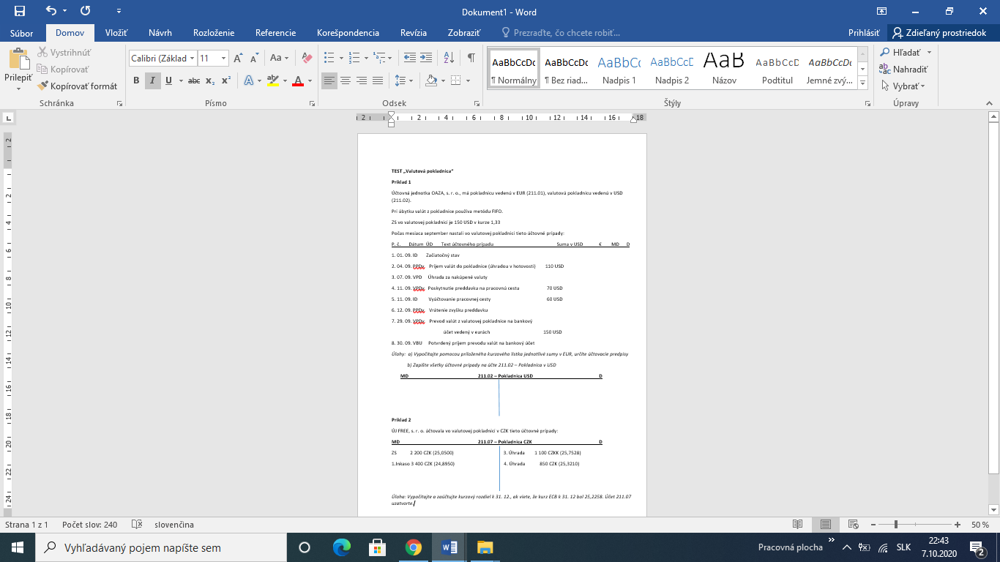 Dokument1 - Word
Súbor Domov Vložiť Návrh Rozloženie Referencie Korešpondencia Revízia Zobraziť Prezraďte, čo chcete robiť... Prihlásiť Zdieľaný prostriedok
Prilepiť
Vystrihnúť
Kopírovať
Kopírovať formát
Schránka
Calibri (Základ 11
Písmo
Odsek
AaBbCcDc AaBbCcDc AaBbCc AaBbCcD AaB AaBbCcD AaBbCcDc
¶ Normálny ¶ Bez riad... Nadpis 1 Nadpis 2 Názov Podtitul Jemné zvý...
Štýly
Hľadať
Nahradiť
Vybrať
Úpravy
2 2 4 6 8 10 12 14 16 18
TEST „Valutová pokladnica“
Príklad 1
Účtovná jednotka OAZA, s. r. o., má pokladnicu vedenú v EUR (211.01), valutovú pokladnicu vedenú v USD
(211.02).
Pri úbytku valút z pokladnice používa metódu FIFO.
ZS vo valutovej pokladnici je 150 USD v kurze 1,33
Počas mesiaca september nastali vo valutovej pokladnici tieto účtovné prípady:
P. č. Dátum ÚD Text účtovného prípadu Suma v USD € MD D
1. 01. 09. ID Začiatočný stav
2. 04. 09. PPDv Príjem valút do pokladnice (úhradou v hotovosti) 110 USD
3. 07. 09. VPD Úhrada za nakúpené valuty
4. 11. 09. VPDv Poskytnutie preddavku na pracovnú cestu 70 USD
5. 11. 09. ID Vyúčtovanie pracovnej cesty 60 USD
6. 12. 09. PPDv Vrátenie zvyšku preddavku
7. 29. 09. VPDv Prevod valút z valutovej pokladnice na bankový
účet vedený v eurách 150 USD
8. 30. 09. VBU Potvrdený príjem prevodu valút na bankový účet
Úlohy: a) Vypočítajte pomocou priloženého kurzového lístka jednotlivé sumy v EUR, určite účtovacie predpisy
b) Zapíšte všetky účtovné prípady na účte 211.02 – Pokladnica v USD
MD 211.02 – Pokladnica USD D
Príklad 2
ÚJ FREE, s. r. o. účtovala vo valutovej pokladnici v CZK tieto účtovné prípady:
MD 211.07 – Pokladnica CZK D
ZS 2 200 CZK (25,0500) 3. Úhrada 1 100 CZKK (25,7528)
1.Inkaso 3 400 CZK (24,8950) 4. Úhrada 850 CZK (25,3210)
Úloha: Vypočítajte a zaúčtujte kurzový rozdiel k 31. 12., ak viete, že kurz ECB k 31. 12 bol 25,2258. Účet 211.07
uzatvorte.
Strana 1 z 1 Počet slov: 240 slovenčina 50 %
Vyhľadávaný pojem napíšte sem
Pracovná plocha SLK 22:43
7.10.2020 2